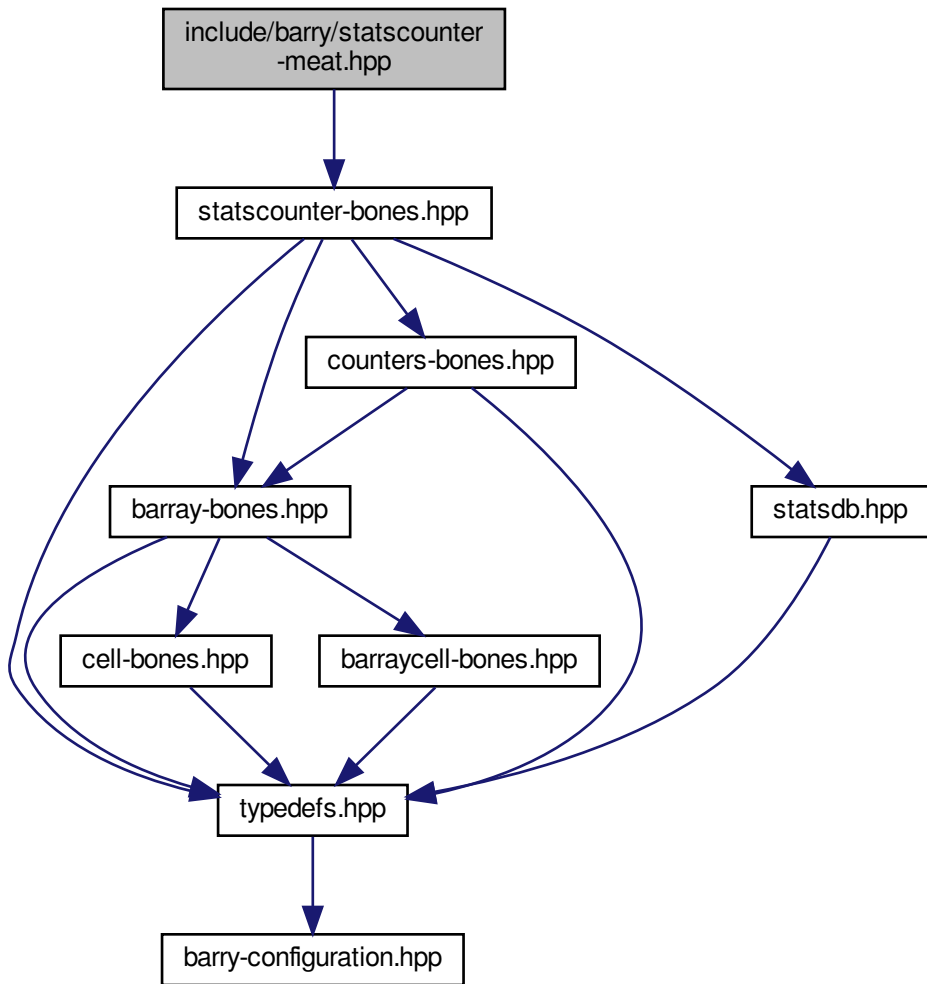 include/barry/statscounter
-meat.hpp
statscounter-bones.hpp
counters-bones.hpp
barray-bones.hpp
statsdb.hpp
cell-bones.hpp
barraycell-bones.hpp
typedefs.hpp
barry-configuration.hpp